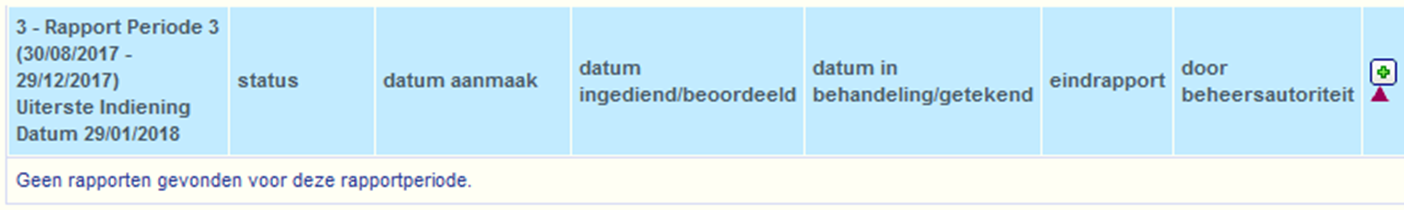 3 - Rapport Periode 3
(30/08/2017 -
29/12/2017)
Uiterste Indiening
Datum 29/01/2018
status
datum aanmaak
datum
ingediend/beoordeeld
datum in
behandeling/getekend
eindrapport
door
beheersautoriteit
Geen rapporten gevonden voor deze rapportperiode.